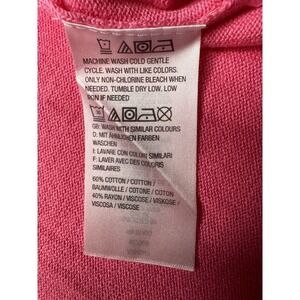 MACHINE WASH COLD GENTLE
CYCLE. WASH WITH LIKE COLORS.
ONLY NON-CHLORINE BLEACH WHEN
NEEDED. TUMBLE DRY LOW. LOW
IRON IF NEEDED
GB: WASH WITH SIMILAR COLOURS
D: MIT ÄHNLICHEN FARBEN
WASCHEN
I: LAVARE CON COLORI SIMILARI
F: LAVER AVEC DES COLORIS
SIMILAIRES
60% COTTON / COTTON /
BAUMWOLLE / COTONE / COTON
40% RAYON / VISCOSE / VISKOSE
/ VISCOSA / VISCOSE